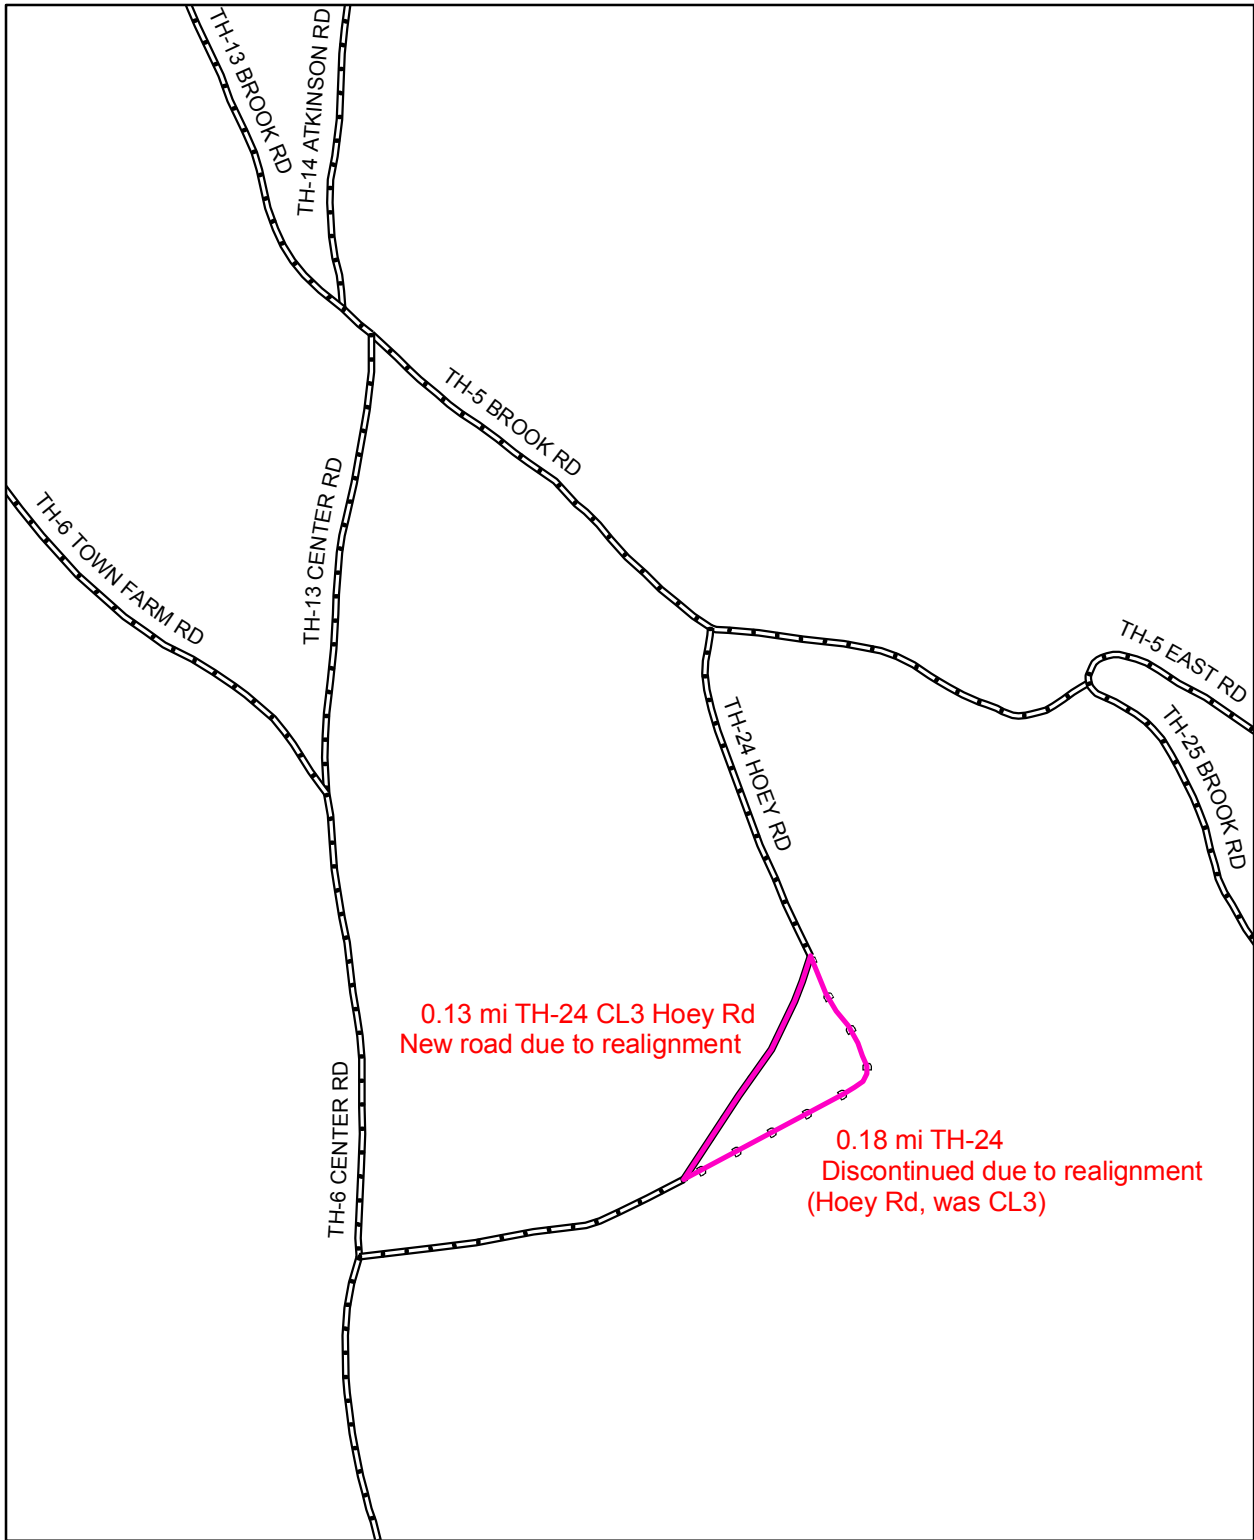 TH-13 BROOK RD
TH-14 ATKINSON RD
TH-5 BROOK RD
TH-13 CENTER RD
TH-6 TOWN FARM RD
TH-5 EAST RD
TH-25 BROOK RD
TH-24 HOEY RD
0.13 mi TH-24 CL3 Hoey Rd
New road due to realignment
TH-6 CENTER RD
0.18 mi TH-24
Discontinued due to realignment
(Hoey Rd, was CL3)